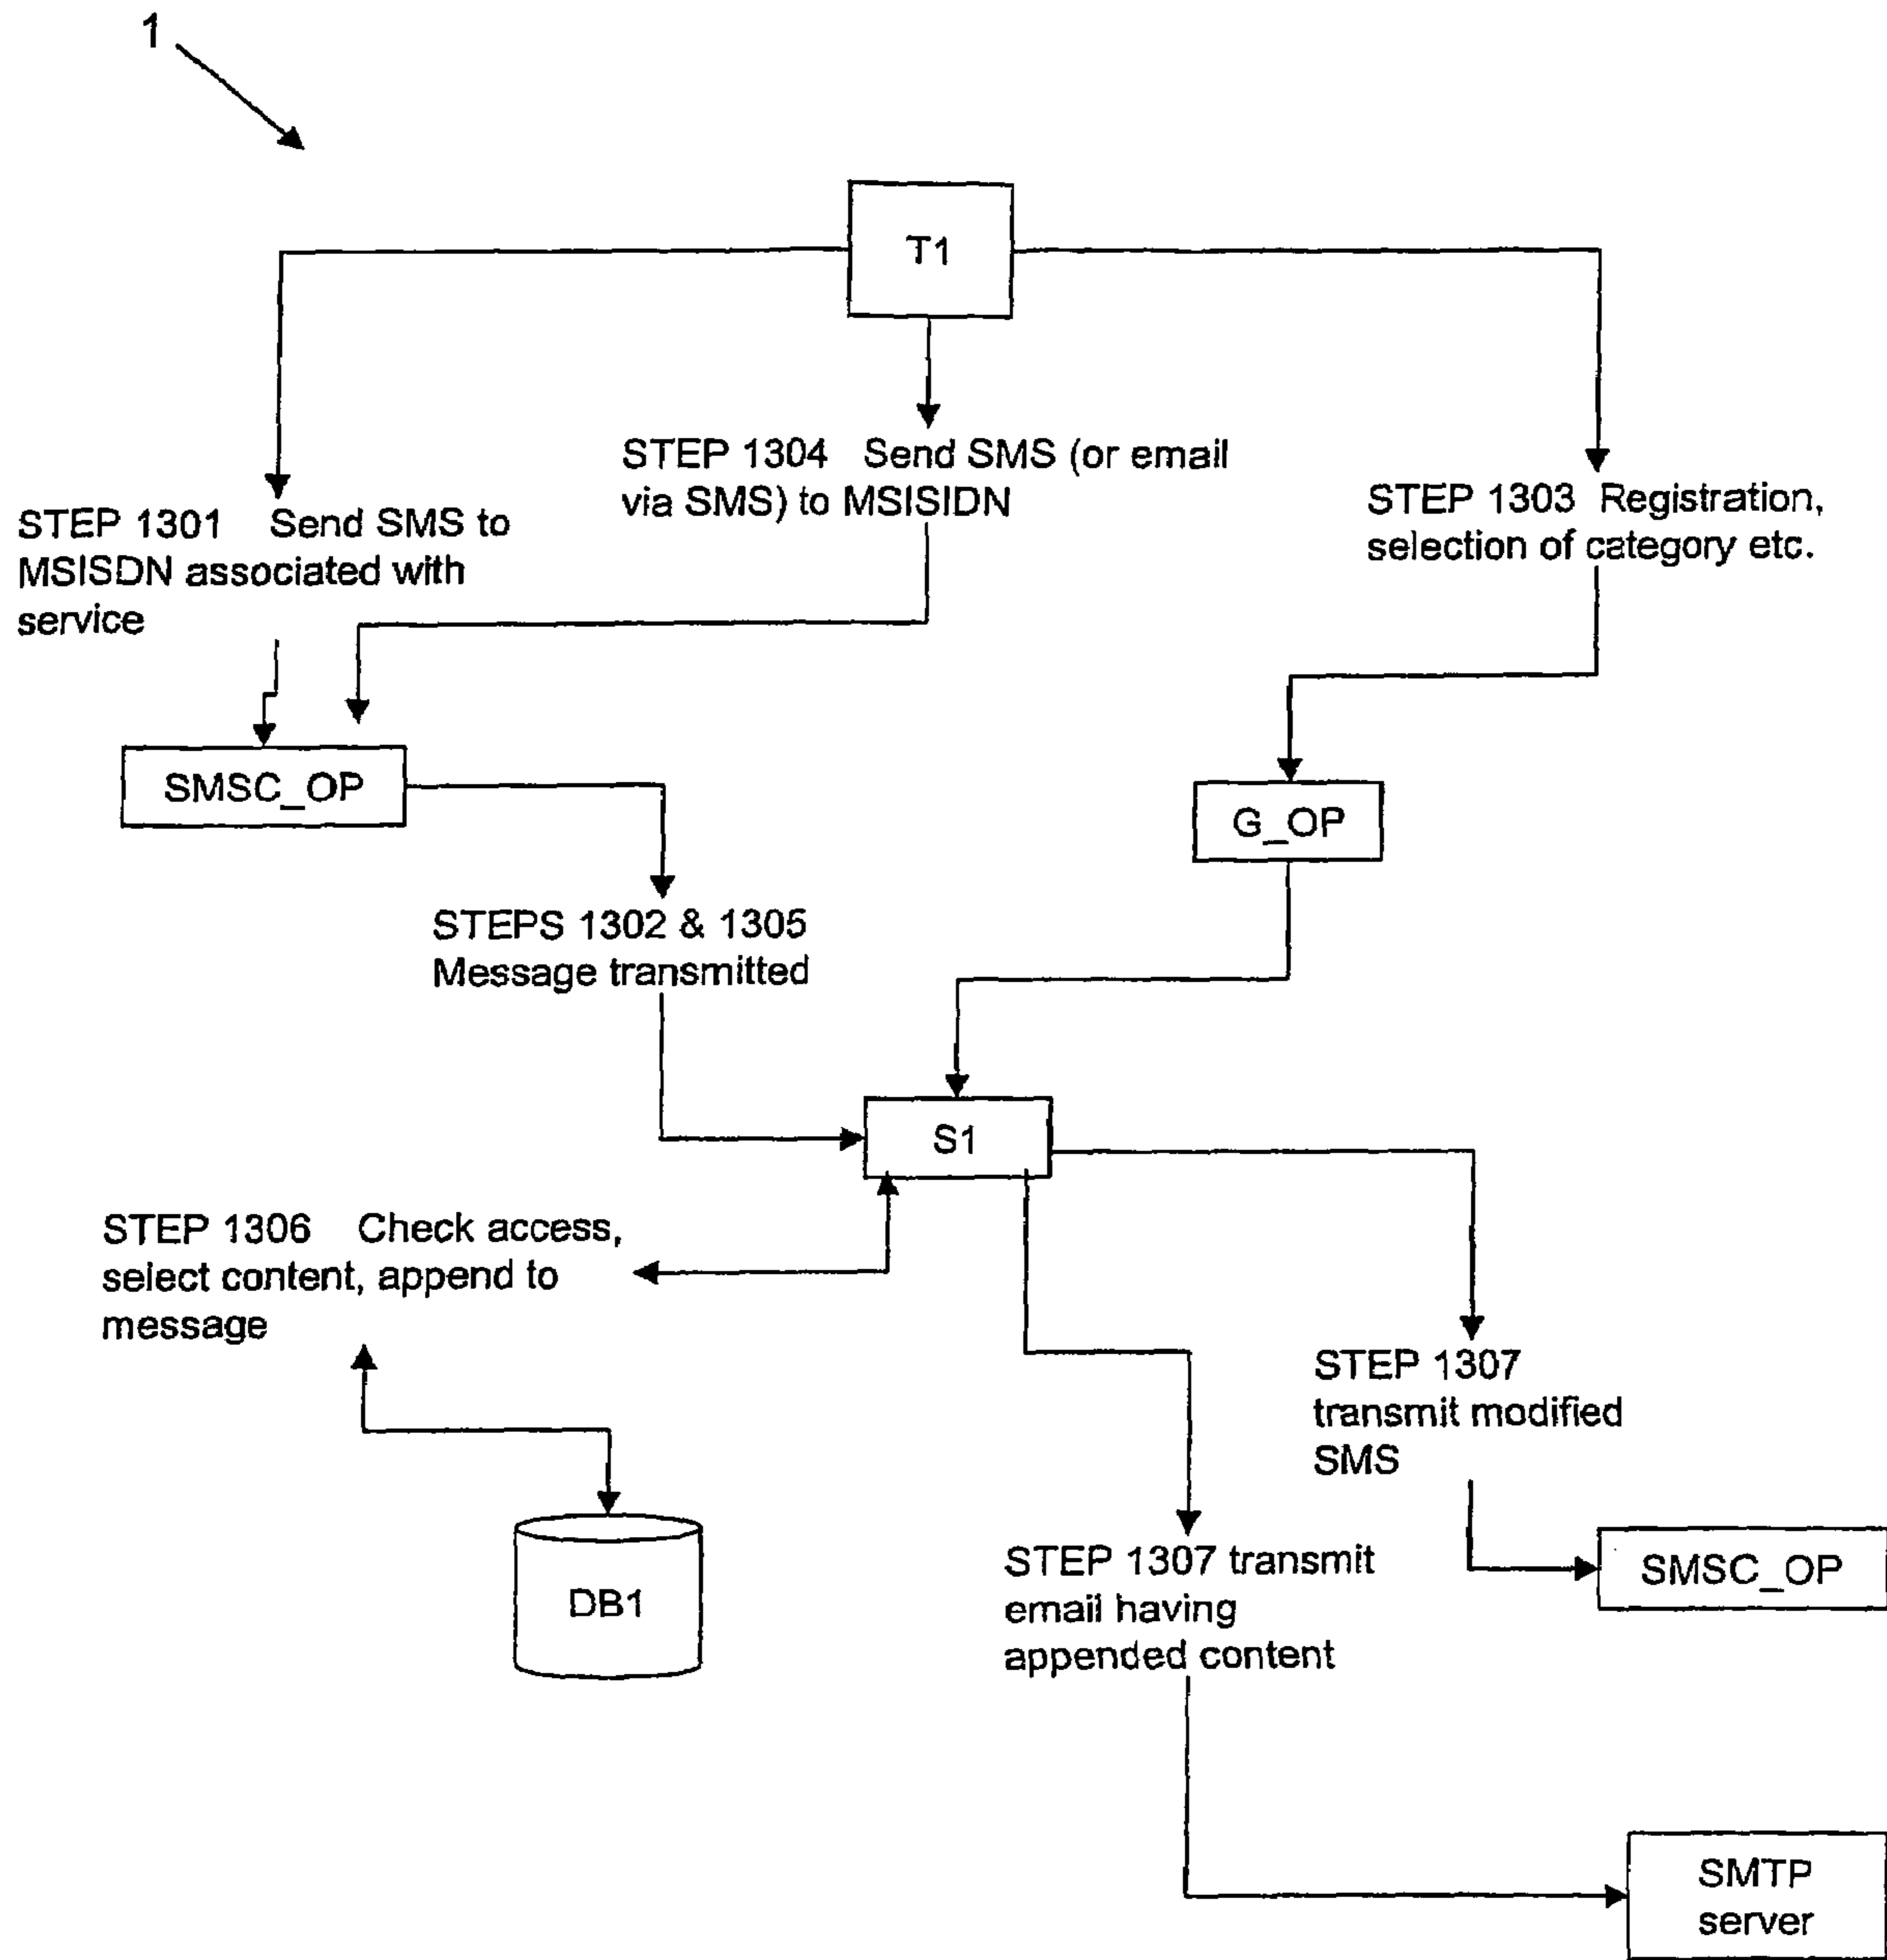 1
T1
STEP 1304 Send SMS (or email
via SMS) to MSISIDN
STEP 1301 Send SMS to
MSISDN associated with
service
STEP 1303 Registration,
selection of category etc.
SMSC_OP
G_OP
STEPS 1302 & 1305
Message transmitted
S1
STEP 1306 Check access,
select content, append to
message
STEP 1307
transmit modified
SMS
DB1
STEP 1307 transmit
email having
appended content
SMSC_OP
SMTP
server